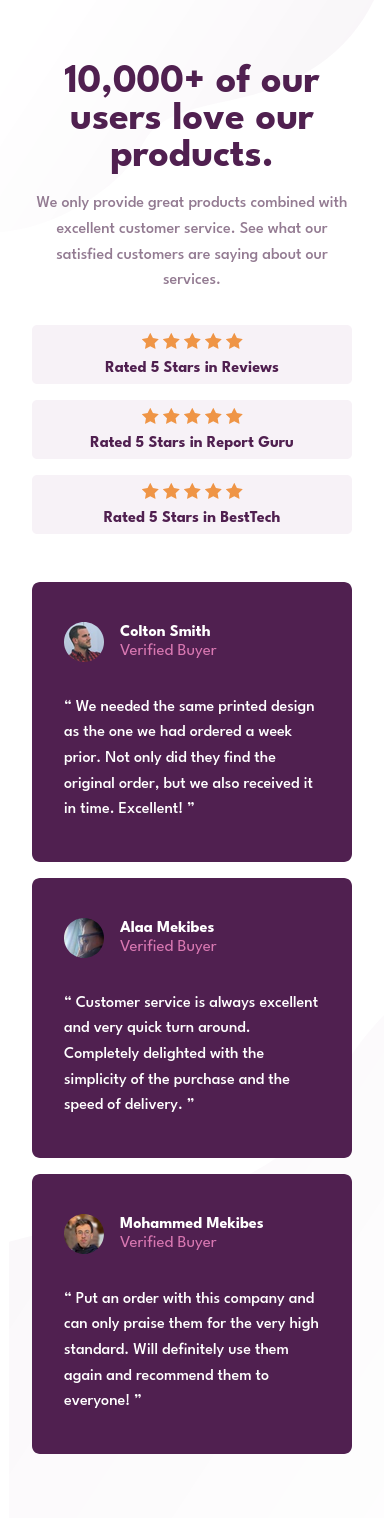 10,000+ of our
users love our
products.
We only provide great products combined with
excellent customer service. See what our
satisfied customers are saying about our
services.
Rated 5 Stars in Reviews
Rated 5 Stars in Report Guru
Rated 5 Stars in BestTech
Colton Smith
Verified Buyer
“ We needed the same printed design
as the one we had ordered a week
prior. Not only did they find the
original order, but we also received it
in time. Excellent! ”
Alaa Mekibes
Verified Buyer
“ Customer service is always excellent
and very quick turn around.
Completely delighted with the
simplicity of the purchase and the
speed of delivery. ”
Mohammed Mekibes
Verified Buyer
“ Put an order with this company and
can only praise them for the very high
standard. Will definitely use them
again and recommend them to
everyone! ”